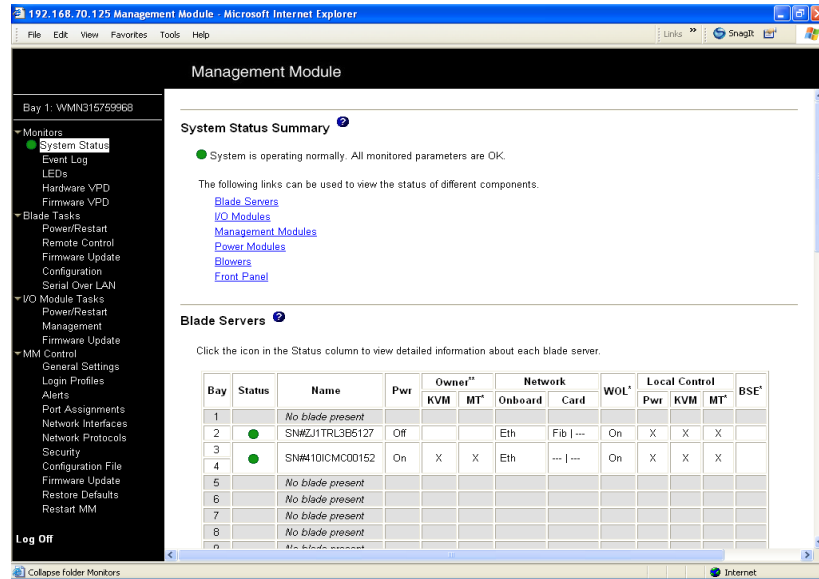 192.168.70.125 Management Module - Microsoft Internet Explorer
File Edit View Favorites Tools Help
Links » SnagIt
Management Module
Bay 1: WMN315759968
Monitors
System Status
Event Log
LEDs
Hardware VPD
Firmware VPD
Blade Tasks
Power/Restart
Remote Control
Firmware Update
Configuration
Serial Over LAN
I/O Module Tasks
Power/Restart
Management
Firmware Update
MM Control
General Settings
Login Profiles
Alerts
Port Assignments
Network Interfaces
Network Protocols
Security
Configuration File
Firmware Update
Restore Defaults
Restart MM
Log Off
System Status Summary ?
System is operating normally. All monitored parameters are OK.
The following links can be used to view the status of different components.
Blade Servers
I/O Modules
Management Modules
Power Modules
Blowers
Front Panel
Blade Servers ?
Click the icon in the Status column to view detailed information about each blade server.
Bay Status Name Pwr Owner** Network WOL* Local Control BSE*
KVM MT* Onboard Card Pwr KVM MT*
1 No blade present
2 SN#ZJ1TRL3B5127 Off Eth Fib | --- On X X X
3
4 SN#410ICMC00152 On X X Eth --- | --- On X X X
5 No blade present
6 No blade present
7 No blade present
8 No blade present
9 No blade present
Collapse folder Monitors
Internet